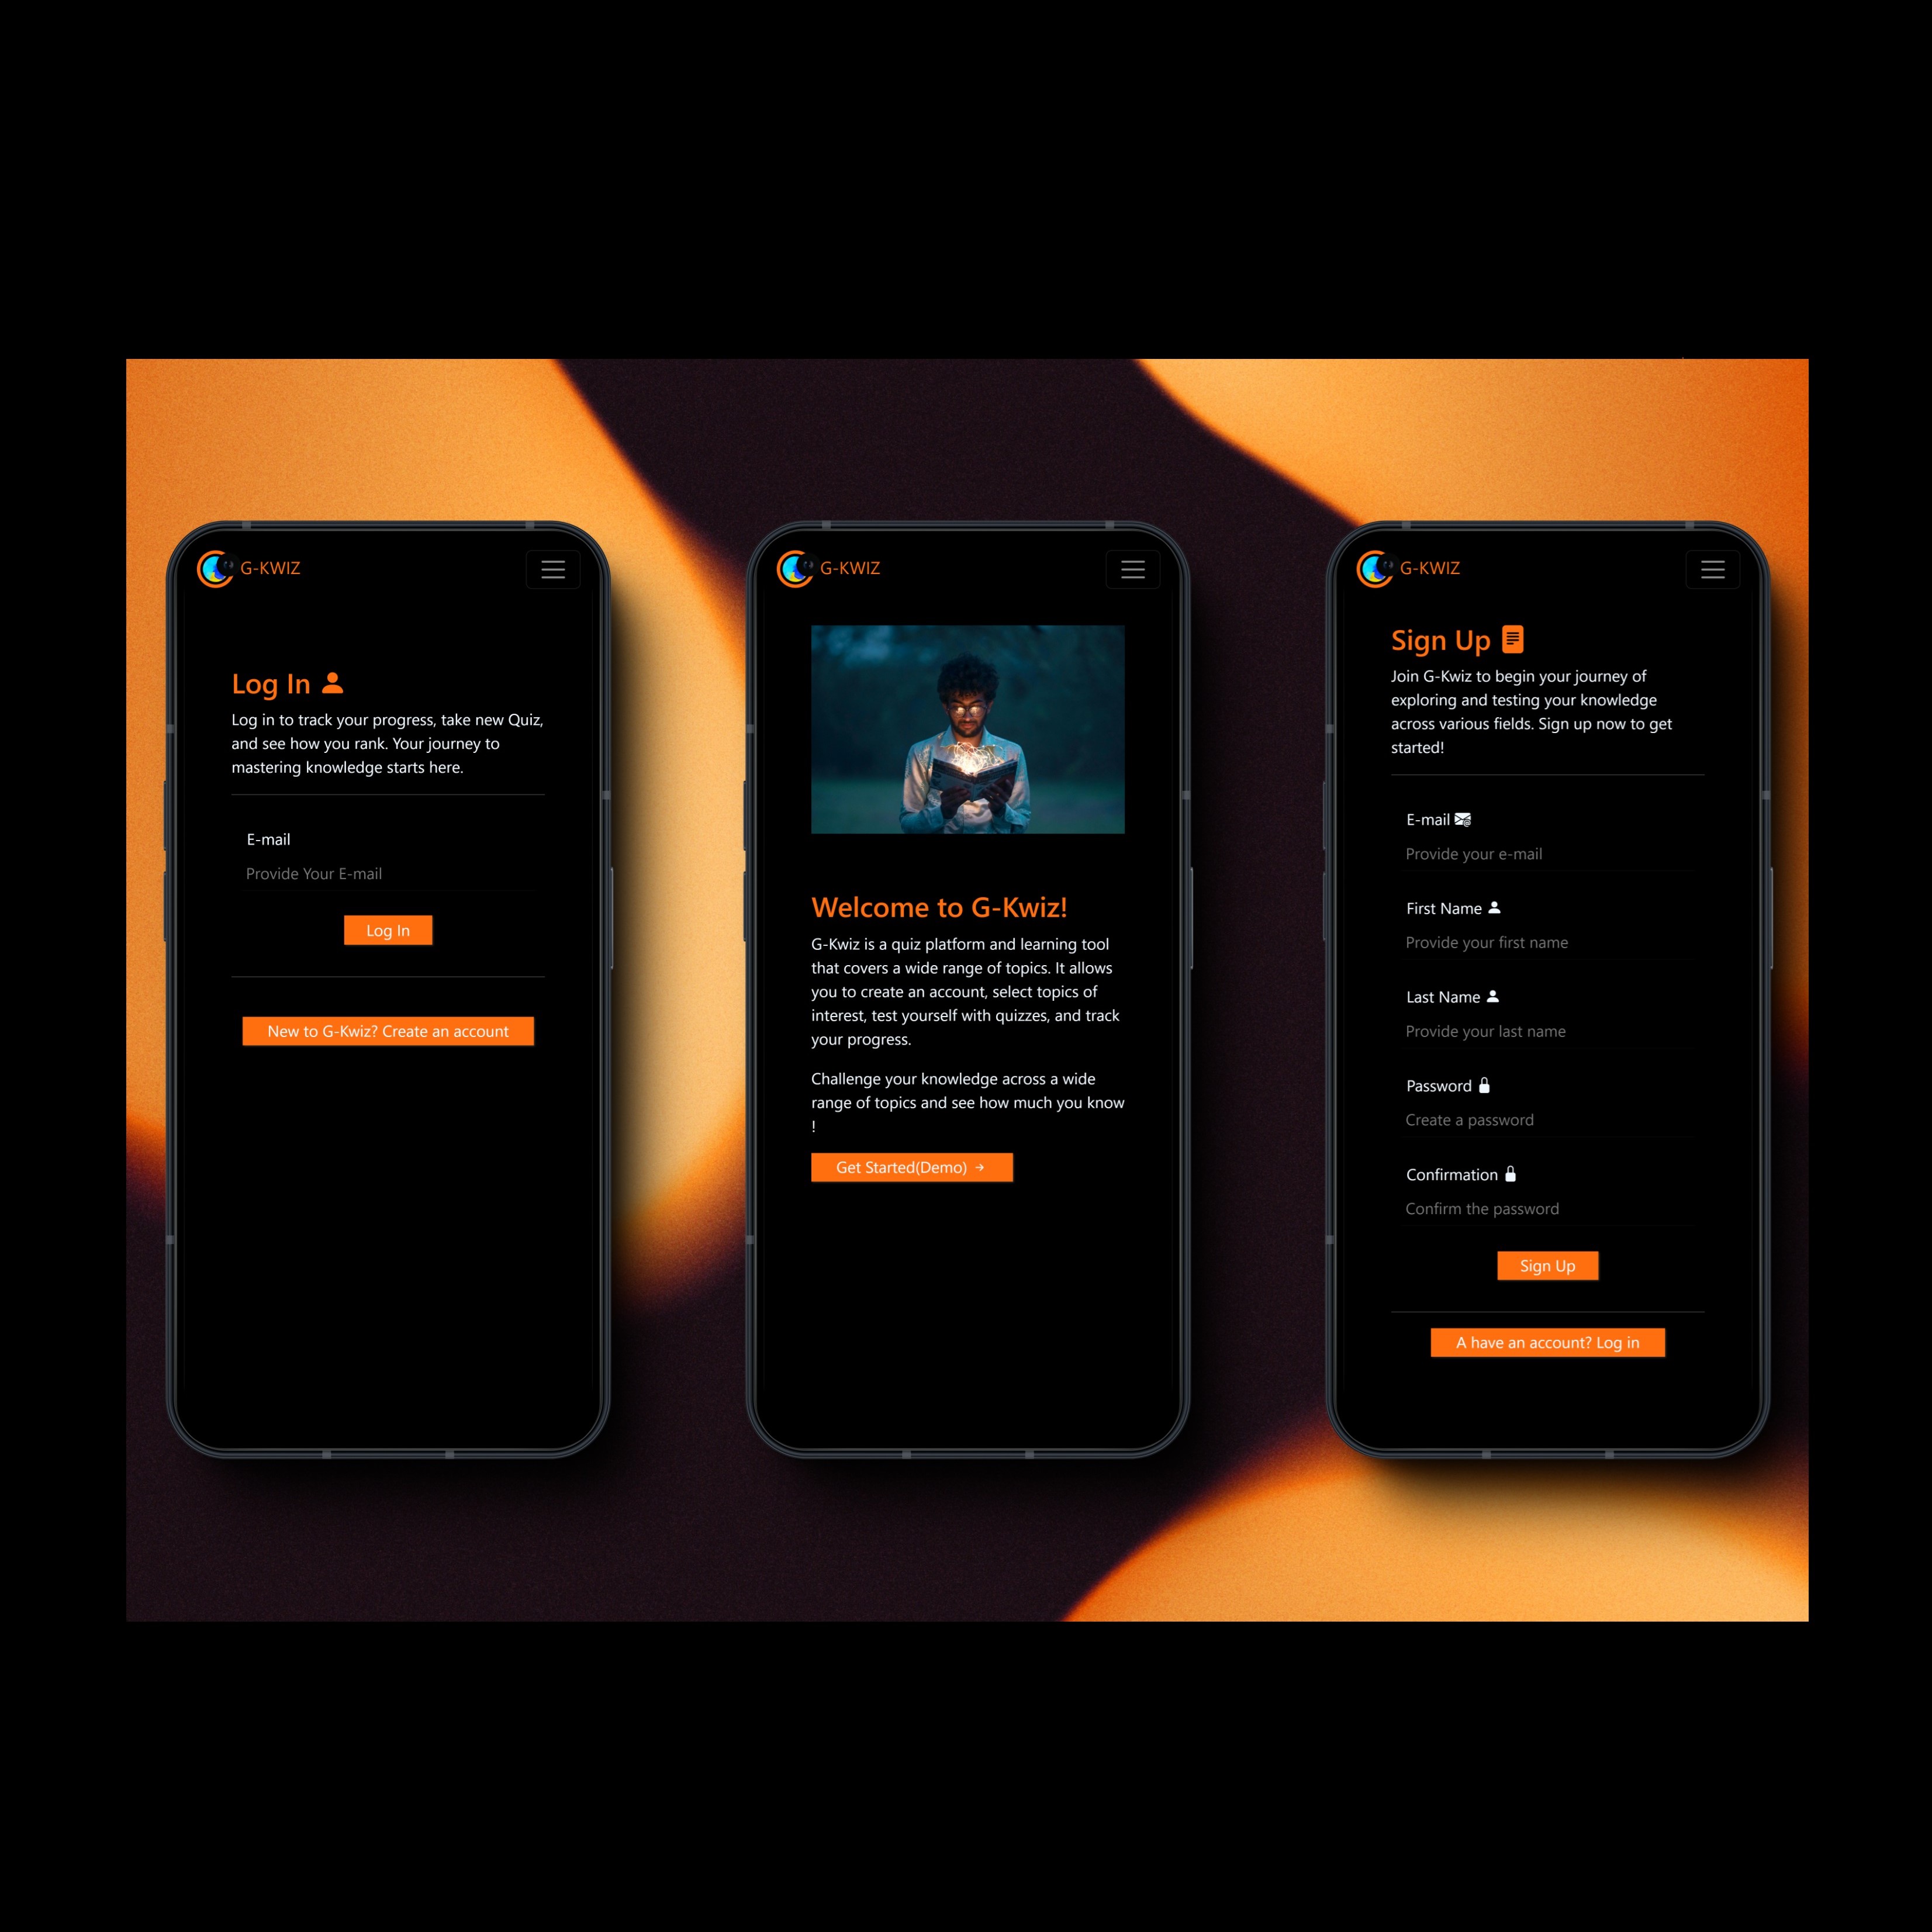 G-KWIZ
Log In
Log in to track your progress, take new Quiz,
and see how you rank. Your journey to
mastering knowledge starts here.
E-mail
Provide Your E-mail
Log In
New to G-Kwiz? Create an account
G-KWIZ
Welcome to G-Kwiz!
G-Kwiz is a quiz platform and learning tool
that covers a wide range of topics. It allows
you to create an account, select topics of
interest, test yourself with quizzes, and track
your progress.
Challenge your knowledge across a wide
range of topics and see how much you know
!
Get Started(Demo) →
G-KWIZ
Sign Up
Join G-Kwiz to begin your journey of
exploring and testing your knowledge
across various fields. Sign up now to get
started!
E-mail
Provide your e-mail
First Name
Provide your first name
Last Name
Provide your last name
Password
Create a password
Confirmation
Confirm the password
Sign Up
A have an account? Log in